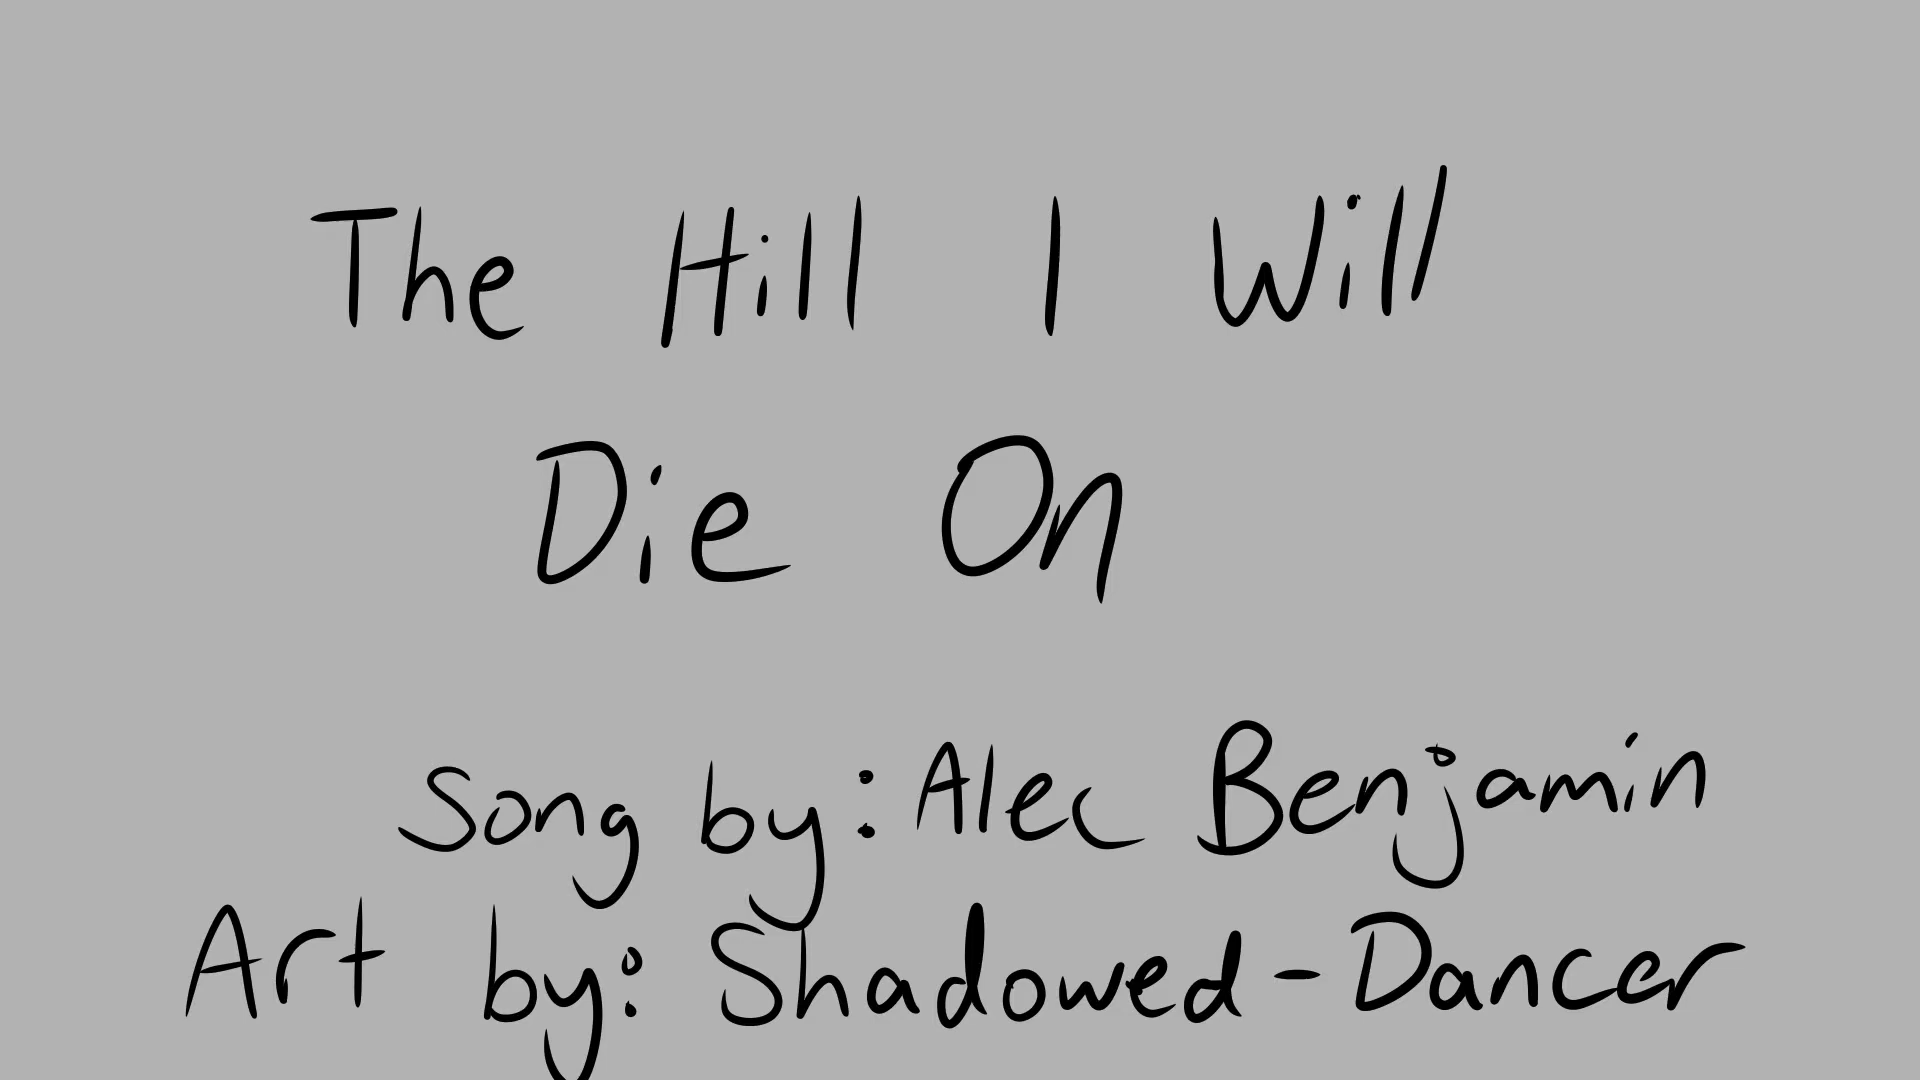 The Hill I Will
Die On
Song by: Alec Benjamin
Art by: Shadowed-Dancer